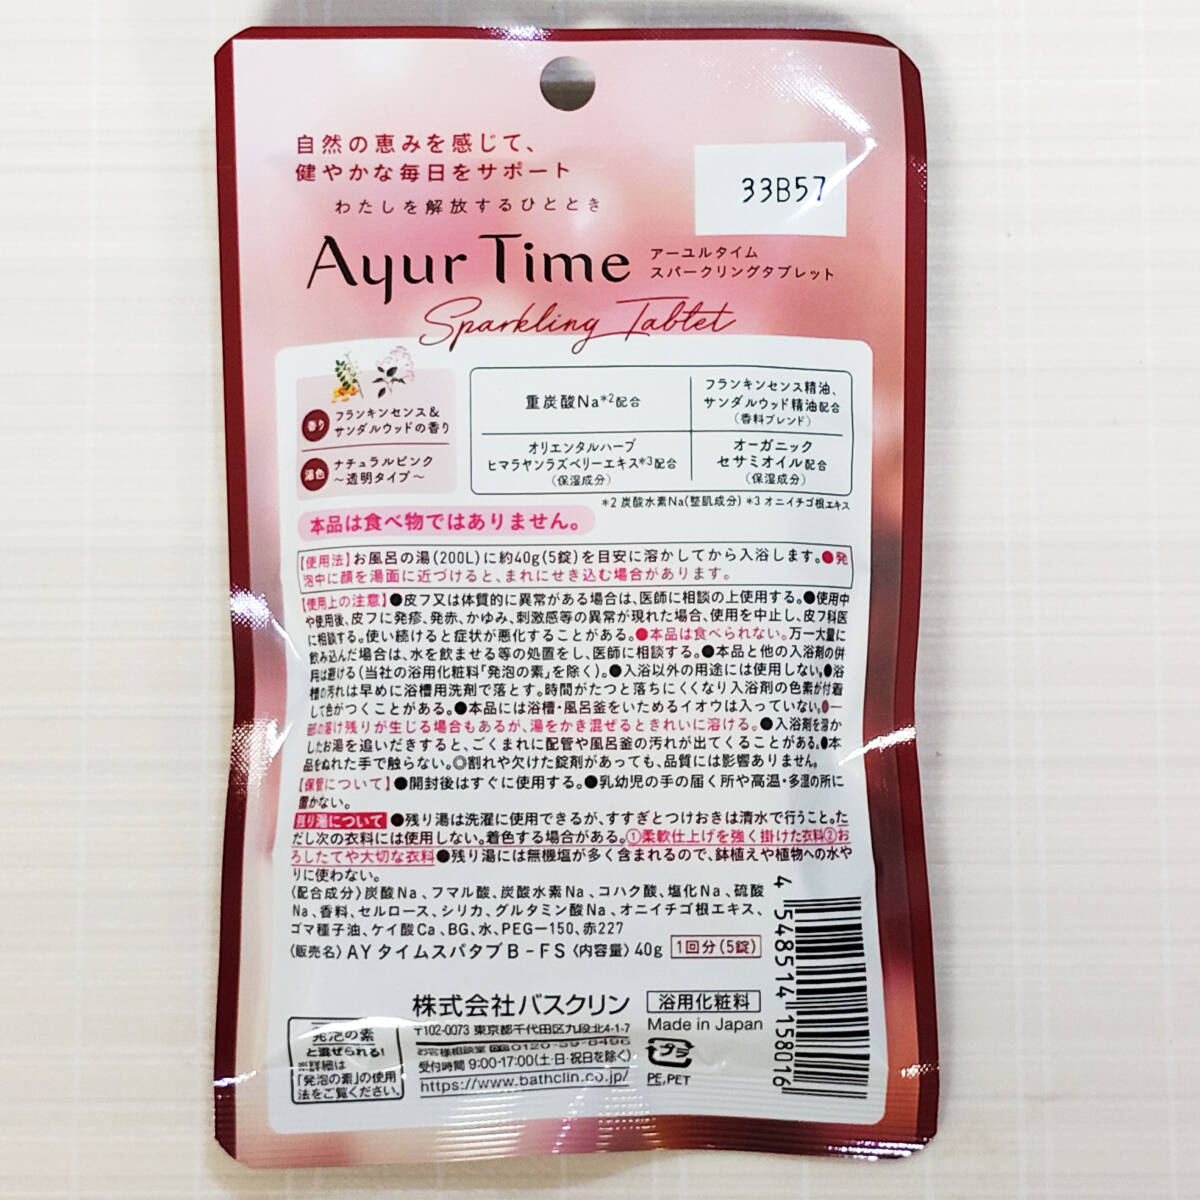 自然の恵みを感じて、
健やかな毎日をサポート
33B57
わたしを解放するひととき
Ayur Time
アーユルタイム
スパークリングタブレット
Sparkling Tablet
香り フランキンセンス&
サンダルウッドの香り
湯色 ナチュラルピンク
~透明タイプ~
重炭酸Na*2配合
フランキンセンス精油、
サンダルウッド精油配合
(香料ブレンド)
オリエンタルハーブ
ヒマラヤンラズベリーエキス*3配合
(保湿成分)
オーガニック
セサミオイル配合
(保湿成分)
*2 炭酸水素Na(整肌成分) *3 オニイチゴ根エキス
本品は食べ物ではありません。
【使用法】お風呂の湯(200L)に約40g(5錠)を目安に溶かしてから入浴します。●発
泡中に顔を湯面に近づけると、まれにせき込む場合があります。
【使用上の注意】●皮フ又は体質的に異常がある場合は、医師に相談の上使用する。●使用中
や使用後、皮フに発疹、発赤、かゆみ、刺激感等の異常が現れた場合、使用を中止し、皮フ科医
に相談する。使い続けると症状が悪化することがある。●本品は食べられない。万一大量に
飲み込んだ場合は、水を飲ませる等の処置をし、医師に相談する。●本品と他の入浴剤の併
用は避ける(当社の浴用化粧料「発泡の素」を除く)。●入浴以外の用途には使用しない。●浴
槽の汚れは早めに浴槽用洗剤で落とす。時間がたつと落ちにくくなり入浴剤の色素が付着
して色がつくことがある。●本品には浴槽・風呂釜をいためるイオウは入っていない。●一
部の溶け残りが生じる場合もあるが、湯をかき混ぜるときれいに溶ける。●入浴剤を溶か
したお湯を追いだきすると、ごくまれに配管や風呂釜の汚れが出てくることがある。●本
品をぬれた手で触らない。◎割れや欠けた錠剤があっても、品質には影響ありません。
【保管について】●開封後はすぐに使用する。●乳幼児の手の届く所や高温・多湿の所に
置かない。
残り湯について ●残り湯は洗濯に使用できるが、すすぎとつけおきは清水で行うこと。た
だし次の衣料には使用しない。着色する場合がある。①柔軟仕上げを強く掛けた衣料②お
ろしたてや大切な衣料●残り湯には無機塩が多く含まれるので、鉢植えや植物への水や
りに使わない。
〈配合成分〉炭酸Na、フマル酸、炭酸水素Na、コハク酸、塩化Na、硫酸
Na、香料、セルロース、シリカ、グルタミン酸Na、オニイチゴ根エキス、
ゴマ種子油、ケイ酸Ca、BG、水、PEG－150、赤227
〈販売名〉AYタイムスパタブB-FS〈内容量〉40g 1回分(5錠)
株式会社バスクリン
〒102-0073 東京都千代田区九段北4-1-7
お客様相談室 0120-39-8496
受付時間 9:00-17:00(土・日・祝日を除く)
https://www.bathclin.co.jp/
浴用化粧料
Made in Japan
プラ
PE,PET
発泡の素
と混ぜられる!
※詳細は
「発泡の素」の使用
法をご覧ください。
4 548514 158016